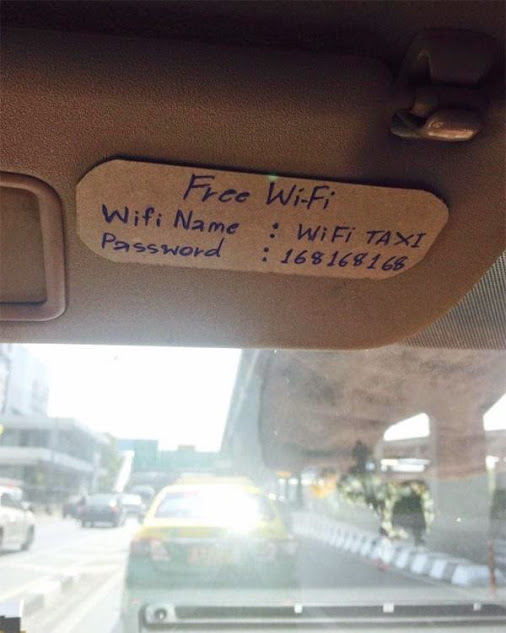 Free Wi-Fi
Wifi Name : WiFi TAXI
Password : 168168168